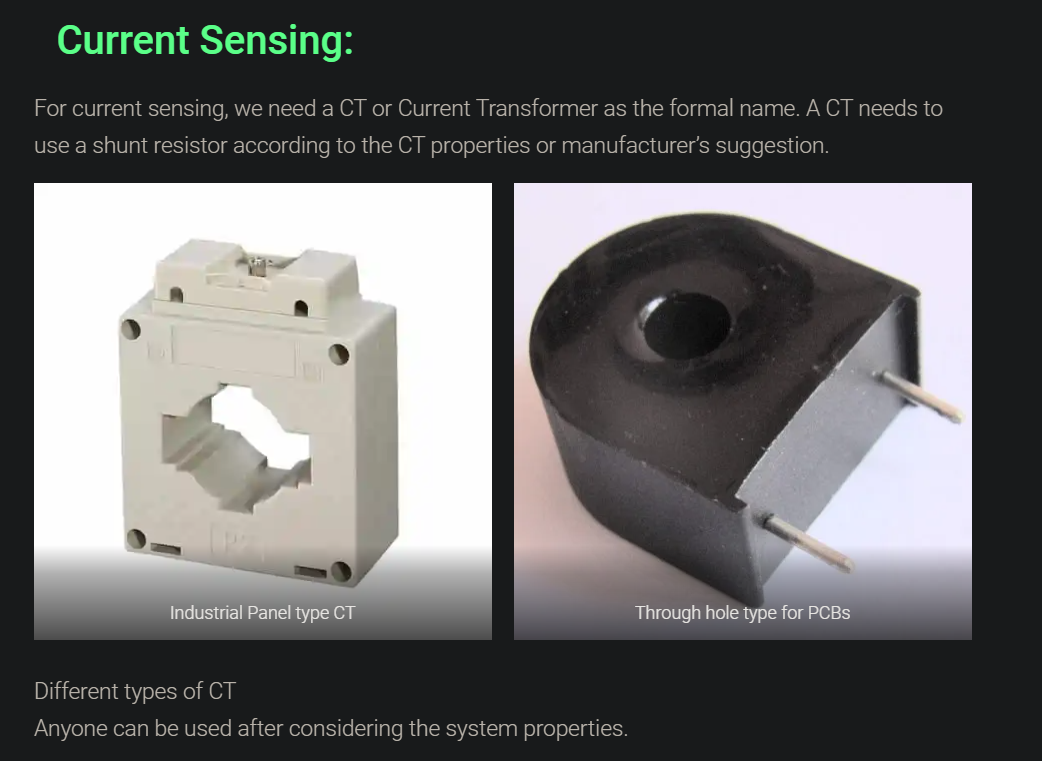 Current Sensing:
For current sensing, we need a CT or Current Transformer as the formal name. A CT needs to
use a shunt resistor according to the CT properties or manufacturer’s suggestion.
Industrial Panel type CT
Through hole type for PCBs
Different types of CT
Anyone can be used after considering the system properties.